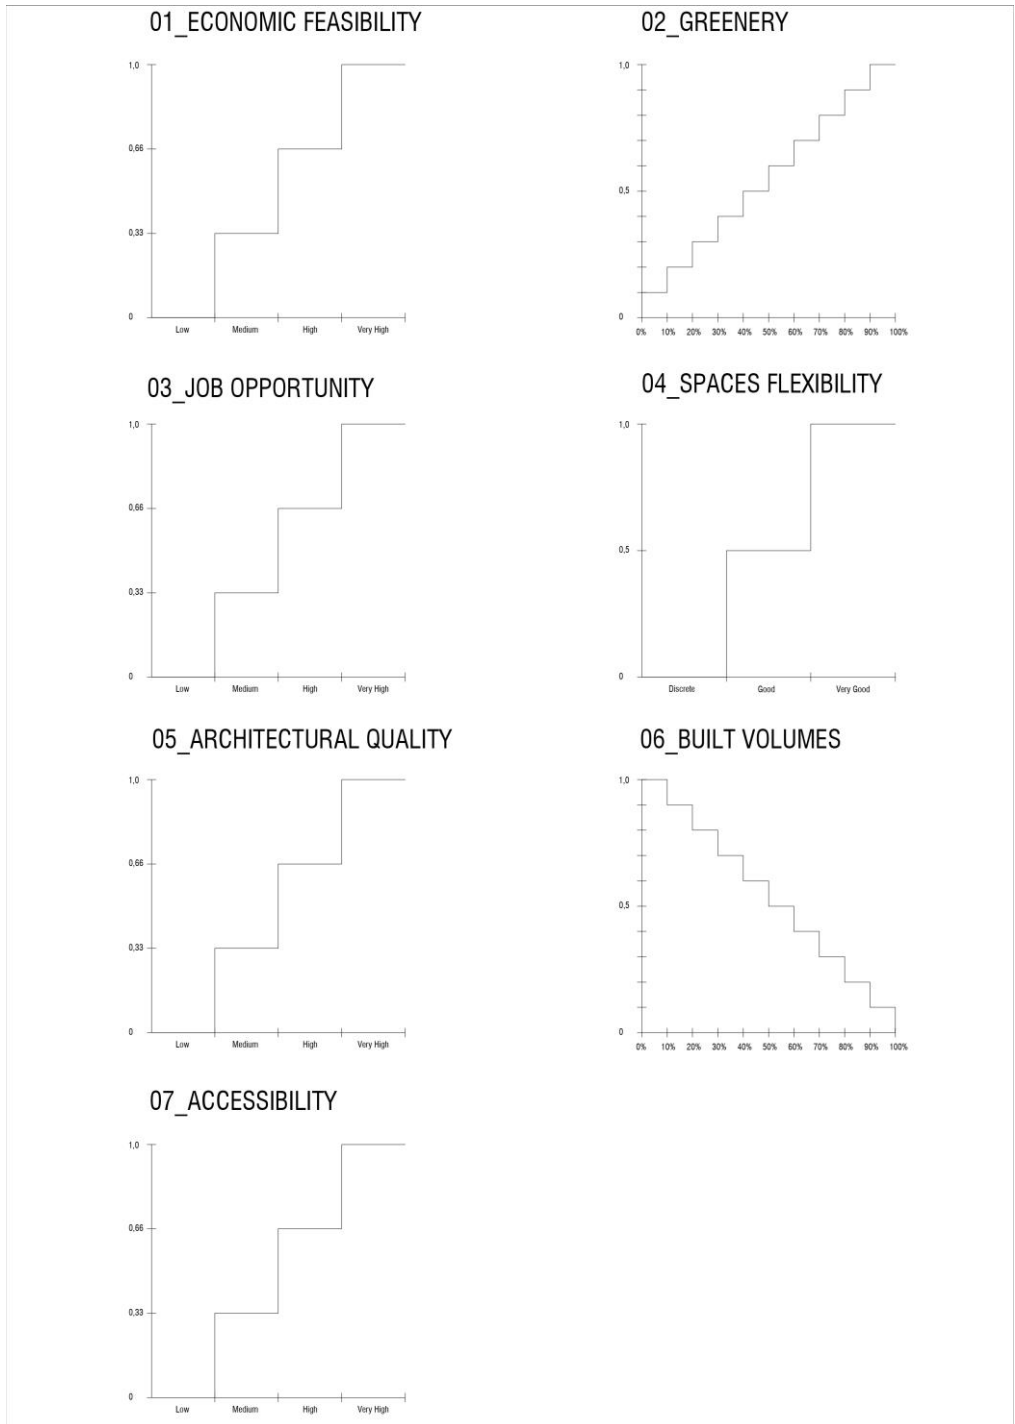 01_ECONOMIC FEASIBILITY
1,0
0,66
0,33
0
Low Medium High Very High
02_GREENERY
1,0
0,5
0
0% 10% 20% 30% 40% 50% 60% 70% 80% 90% 100%
03_JOB OPPORTUNITY
1,0
0,66
0,33
0
Low Medium High Very High
04_SPACES FLEXIBILITY
1,0
0,5
0
Discrete Good Very Good
05_ARCHITECTURAL QUALITY
1,0
0,66
0,33
0
Low Medium High Very High
06_BUILT VOLUMES
1,0
0,5
0
0% 10% 20% 30% 40% 50% 60% 70% 80% 90% 100%
07_ACCESSIBILITY
1,0
0,66
0,33
0
Low Medium High Very High